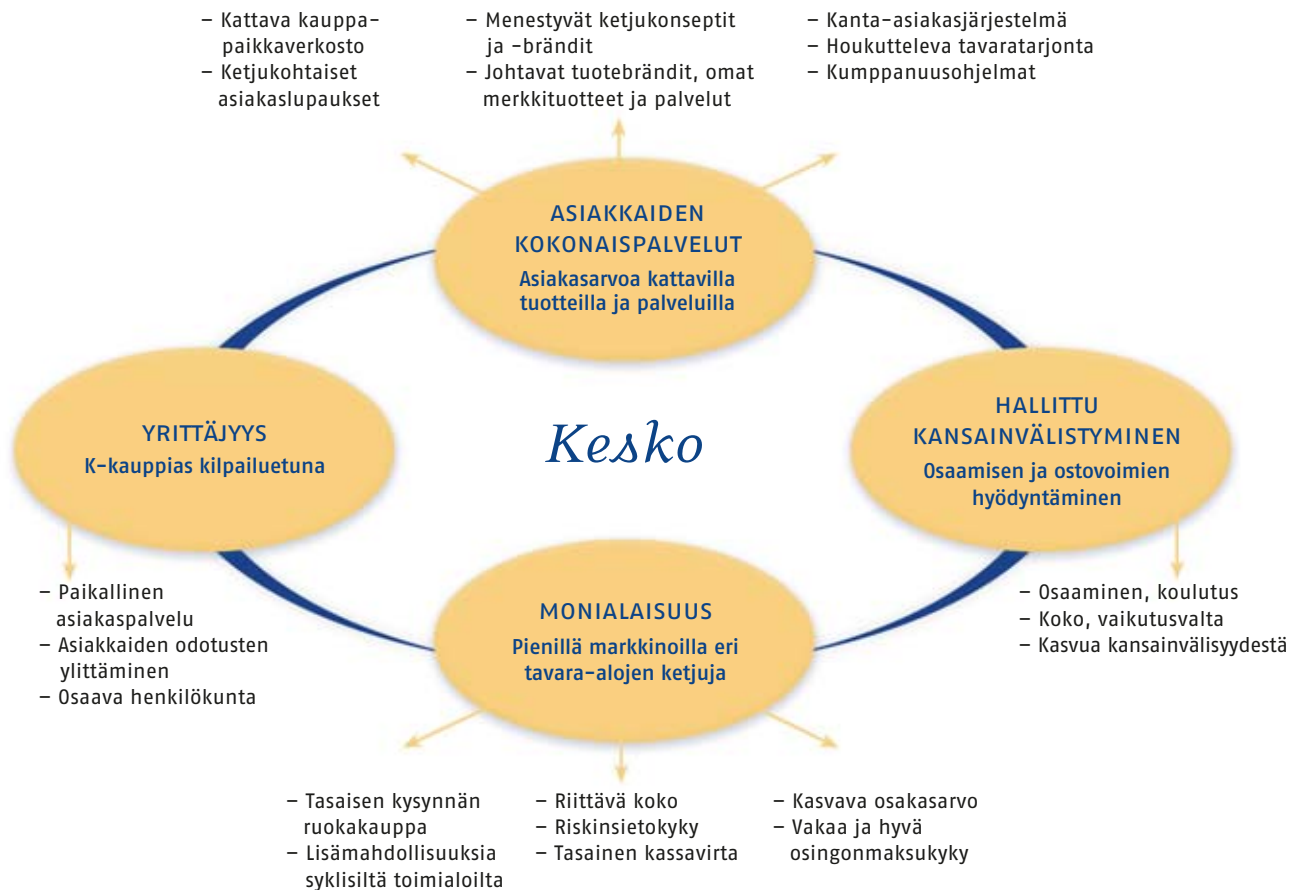 – Kattava kauppa-
paikkaverkosto
– Ketjukohtaiset
asiakaslupaukset
– Menestyvät ketjukonseptit
ja -brändit
– Johtavat tuotebrändit, omat
merkkituotteet ja palvelut
– Kanta-asiakasjärjestelmä
– Houkutteleva tavaratarjonta
– Kumppanuusohjelmat
ASIAKKAIDEN
KOKONAISPALVELUT
Asiakasarvoa kattavilla
tuotteilla ja palveluilla
YRITTÄJYYS
K-kauppias kilpailuetuna
Kesko
HALLITTU
KANSAINVÄLISTYMINEN
Osaamisen ja ostovoimien
hyödyntäminen
– Paikallinen
asiakaspalvelu
– Asiakkaiden odotusten
ylittäminen
– Osaava henkilökunta
MONIALAISUUS
Pienillä markkinoilla eri
tavara-alojen ketjuja
– Osaaminen, koulutus
– Koko, vaikutusvalta
– Kasvua kansainvälisyydestä
– Tasaisen kysynnän
ruokakauppa
– Lisämahdollisuuksia
syklisiltä toimialoilta
– Riittävä koko
– Riskinsietokyky
– Tasainen kassavirta
– Kasvava osakasarvo
– Vakaa ja hyvä
osingonmaksukyky